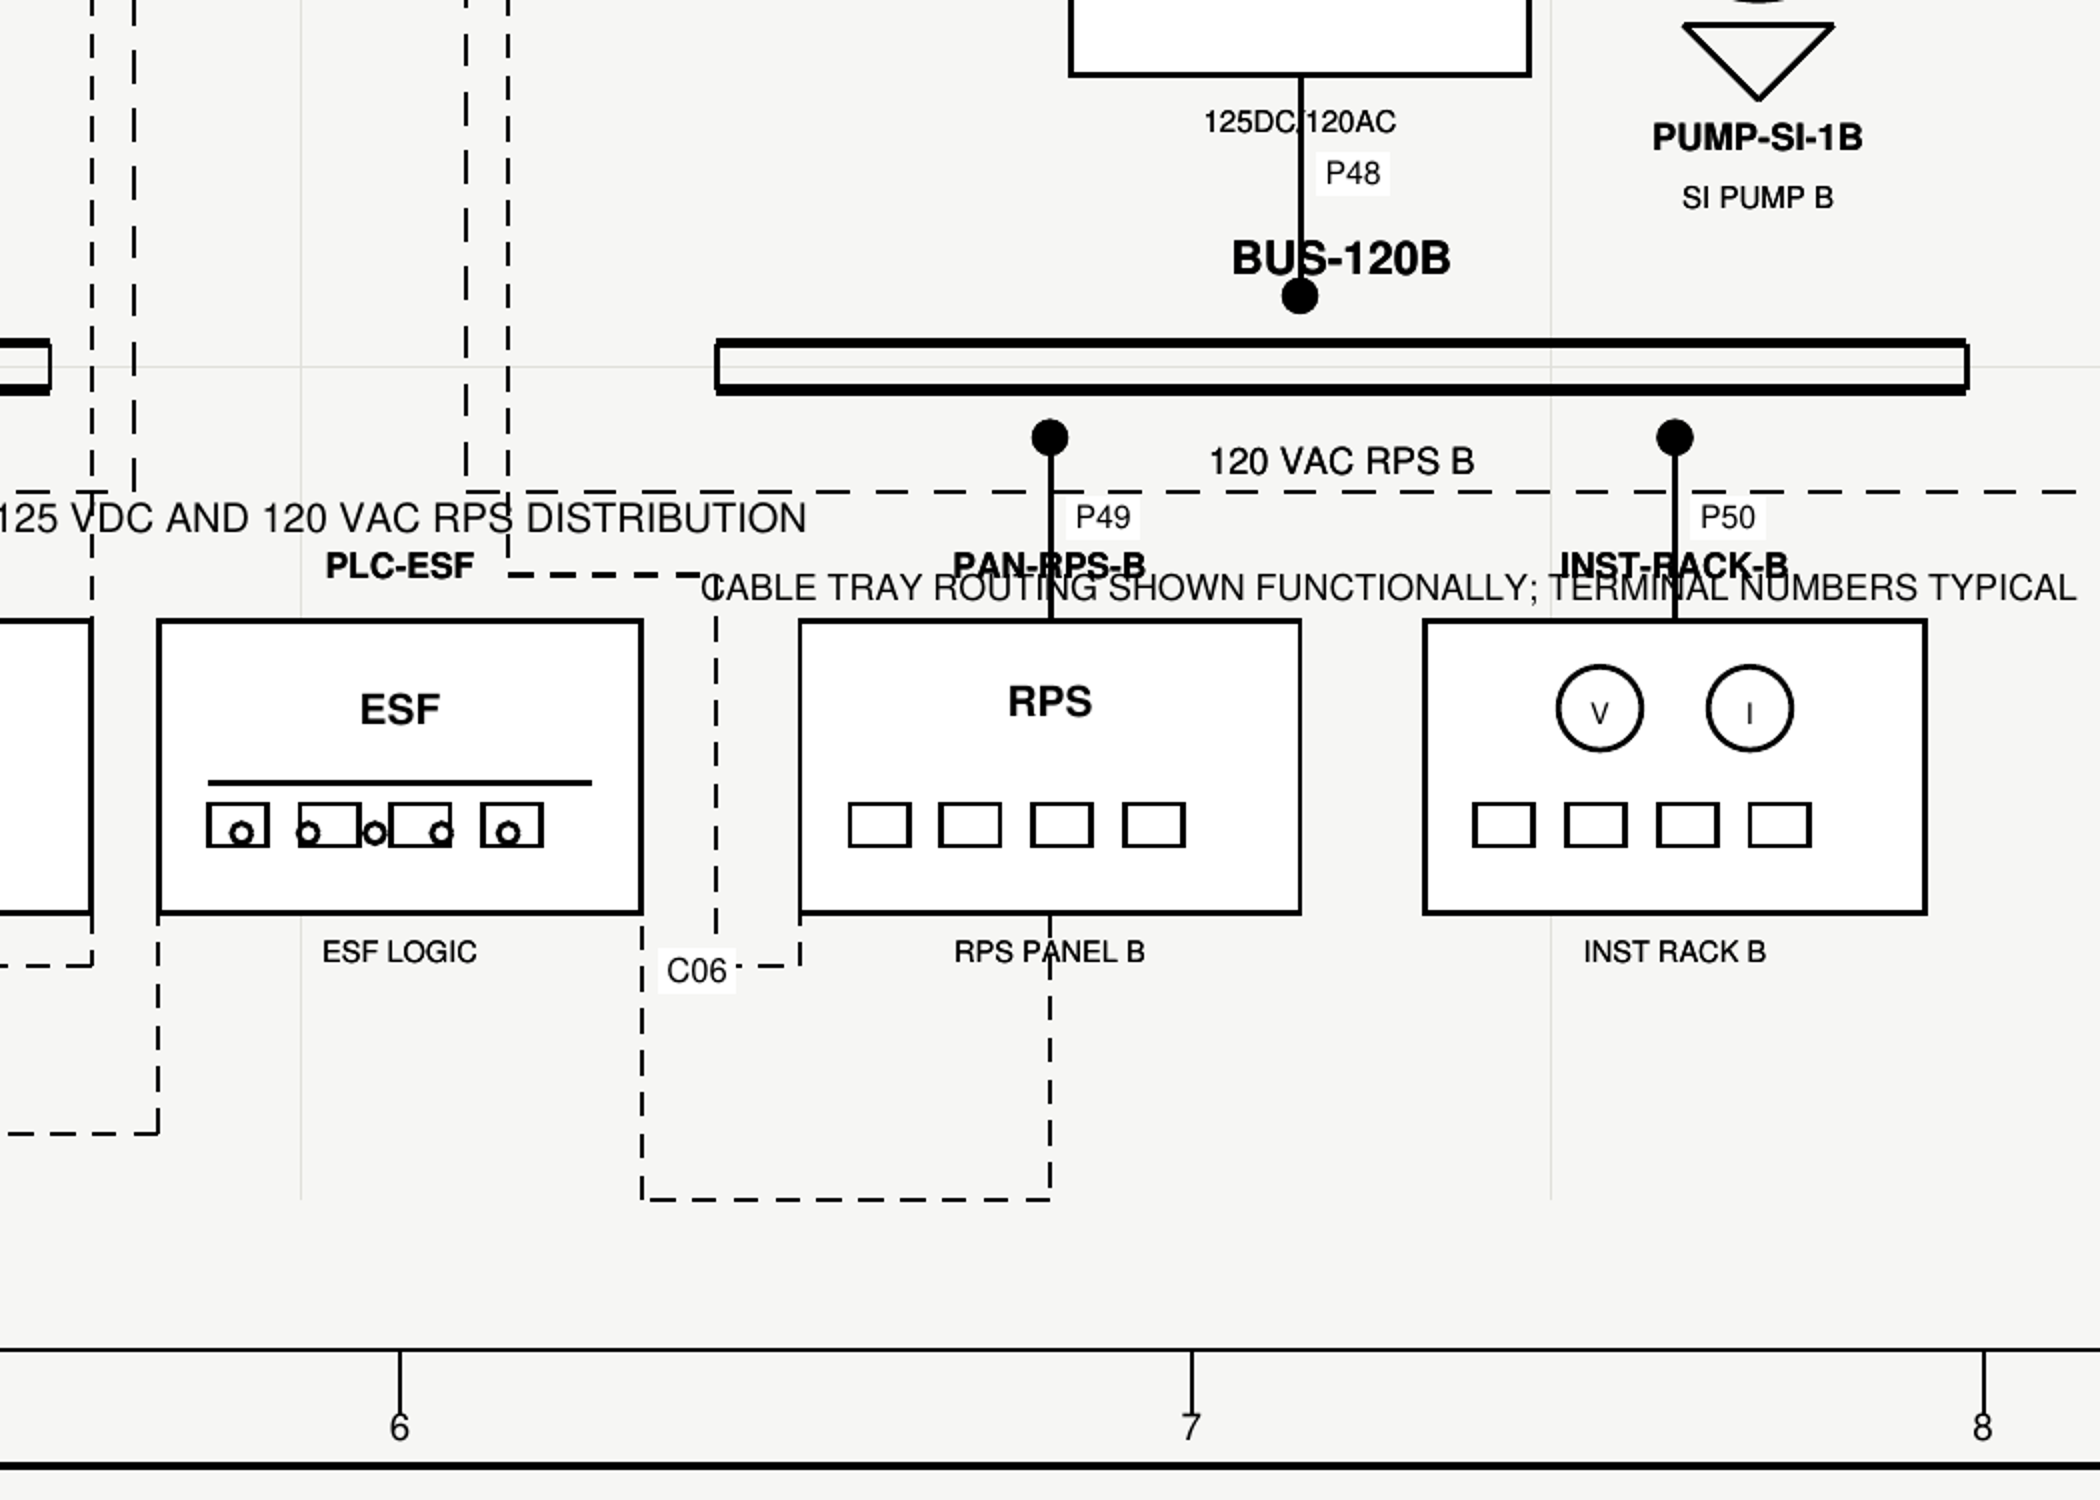 125DC/120AC
PUMP-SI-1B
P48
SI PUMP B
BUS-120B
120 VAC RPS B
125 VDC AND 120 VAC RPS DISTRIBUTION
P49
P50
PLC-ESF
PAN-RPS-B
INST-RACK-B
CABLE TRAY ROUTING SHOWN FUNCTIONALLY; TERMINAL NUMBERS TYPICAL
ESF
RPS
V
I
ESF LOGIC
RPS PANEL B
INST RACK B
C06
6
7
8